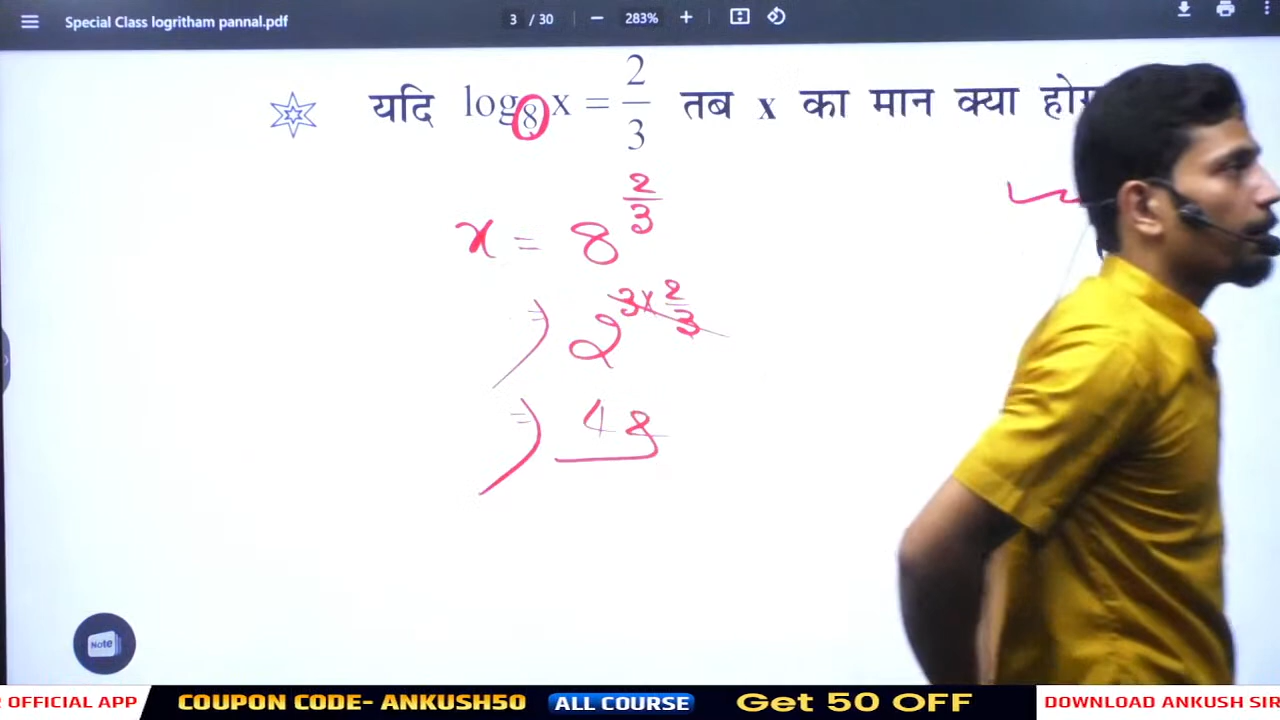 Special Class logritham pannal.pdf 3 / 30 283%
यदि log₈x = 2/3 तब x का मान क्या
x = 8^(2/3)
⇒ 2^(3×2/3)
⇒ 4
Note
OFFICIAL APP COUPON CODE- ANKUSH50 ALL COURSE Get 50 OFF DOWNLOAD ANKUSH SIR